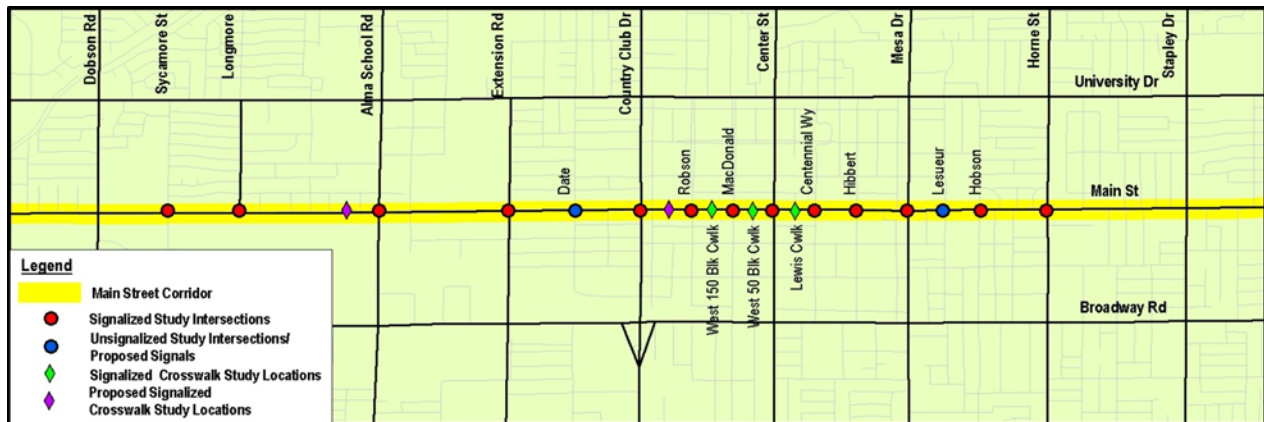 Dobson Rd
Sycamore St
Longmore
Alma School Rd
Extension Rd
Country Club Dr
Center St
Mesa Dr
Horne St
Stapley Dr
University Dr
Date
Robson
MacDonald
Centennial Wy
Hibbert
Lesueur
Hobson
Main St
West 150 Blk Cwlk
West 50 Blk Cwlk
Lewis Cwlk
Broadway Rd
Legend
Main Street Corridor
Signalized Study Intersections
Unsignalized Study Intersections/
Proposed Signals
Signalized Crosswalk Study Locations
Proposed Signalized
Crosswalk Study Locations